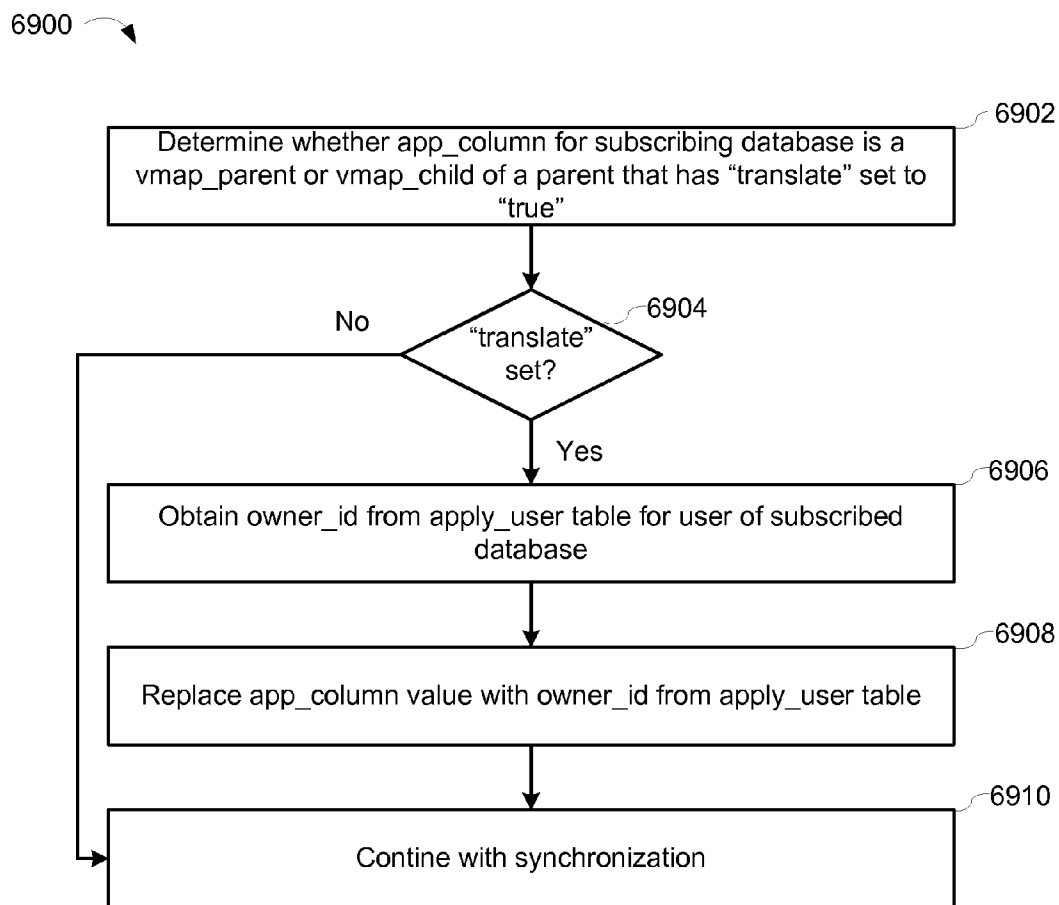 6900
6902
Determine whether app_column for subscribing database is a
vmap_parent or vmap_child of a parent that has “translate” set to
“true”
6904
No
“translate”
set?
Yes
6906
Obtain owner_id from apply_user table for user of subscribed
database
6908
Replace app_column value with owner_id from apply_user table
6910
Contine with synchronization